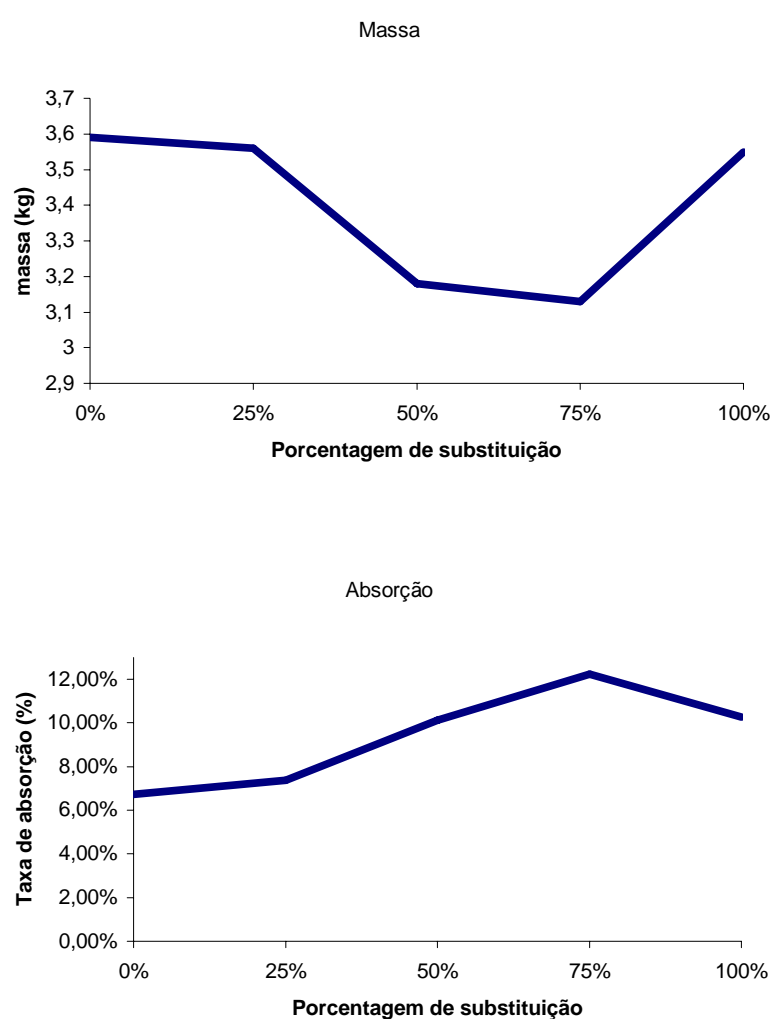 Massa
3,7
3,6
3,5
3,4
3,3
3,2
3,1
3
2,9
massa (kg)
0% 25% 50% 75% 100%
Porcentagem de substituição
Absorção
12,00%
10,00%
8,00%
6,00%
4,00%
2,00%
0,00%
Taxa de absorção (%)
0% 25% 50% 75% 100%
Porcentagem de substituição